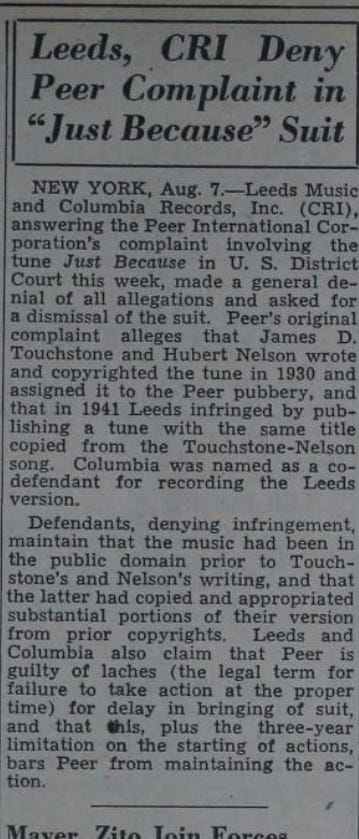 Leeds, CRI Deny
Peer Complaint in
“Just Because” Suit
NEW YORK, Aug. 7.—Leeds Music
and Columbia Records, Inc. (CRI),
answering the Peer International Cor-
poration's complaint involving the
tune Just Because in U. S. District
Court this week, made a general de-
nial of all allegations and asked for
a dismissal of the suit. Peer's original
complaint alleges that James D.
Touchstone and Hubert Nelson wrote
and copyrighted the tune in 1930 and
assigned it to the Peer pubbery, and
that in 1941 Leeds infringed by pub-
lishing a tune with the same title
copied from the Touchstone-Nelson
song. Columbia was named as a co-
defendant for recording the Leeds
version.
Defendants, denying infringement,
maintain that the music had been in
the public domain prior to Touch-
stone's and Nelson's writing, and that
the latter had copied and appropriated
substantial portions of their version
from prior copyrights. Leeds and
Columbia also claim that Peer is
guilty of laches (the legal term for
failure to take action at the proper
time) for delay in bringing of suit,
and that this, plus the three-year
limitation on the starting of actions,
bars Peer from maintaining the ac-
tion.
Mayer, Zito Join Forces